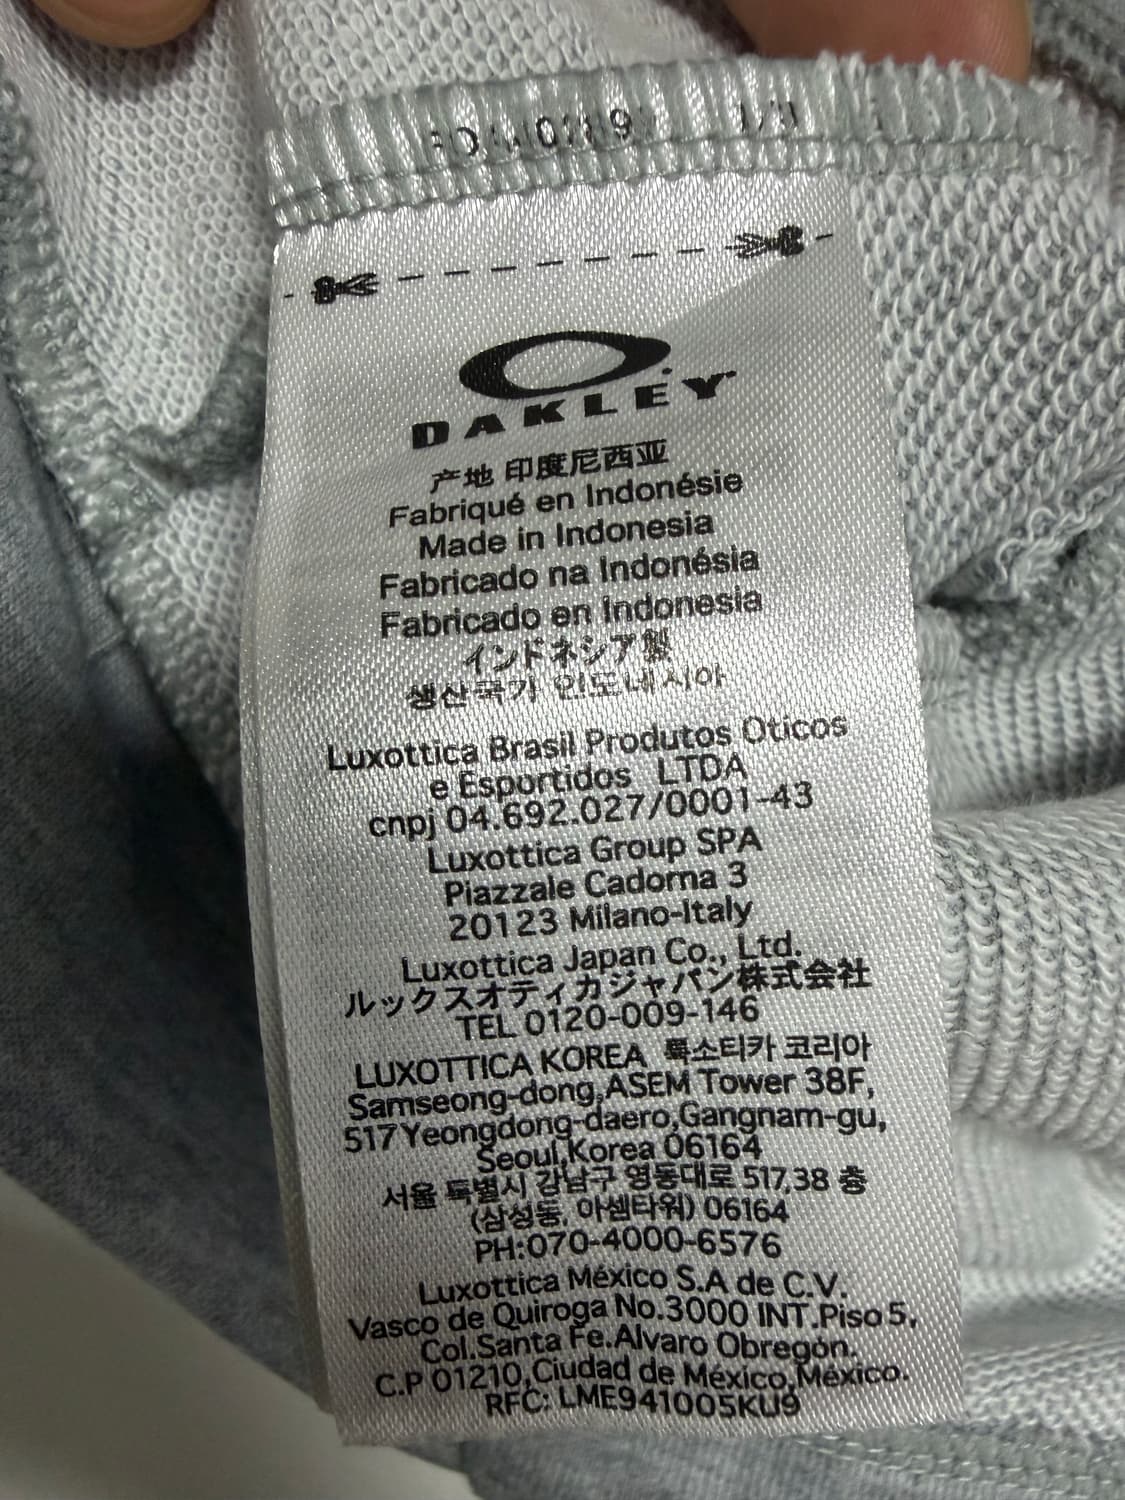 OAKLEY
产地 印度尼西亚
Fabriqué en Indonésie
Made in Indonesia
Fabricado na Indonésia
Fabricado en Indonesia
インドネシア製
생산국가 인도네시아
Luxottica Brasil Produtos Oticos
e Esportidos LTDA
cnpj 04.692.027/0001-43
Luxottica Group SPA
Piazzale Cadorna 3
20123 Milano-Italy
Luxottica Japan Co., Ltd.
ルックスオティカジャパン株式会社
TEL 0120-009-146
LUXOTTICA KOREA 룩소티카 코리아
Samseong-dong,ASEM Tower 38F,
517 Yeongdong-daero,Gangnam-gu,
Seoul,Korea 06164
서울 특별시 강남구 영동대로 517,38 층
(삼성동, 아셈타워) 06164
PH:070-4000-6576
Luxottica México S.A de C.V.
Vasco de Quiroga No.3000 INT.Piso 5,
Col.Santa Fe.Alvaro Obregón.
C.P 01210,Ciudad de México,México.
RFC: LME941005KU9